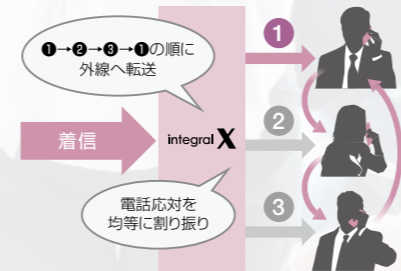 ❶→❷→❸→❶の順に
外線へ転送
着信
integral X
電話応対を
均等に割り振り
1
2
3